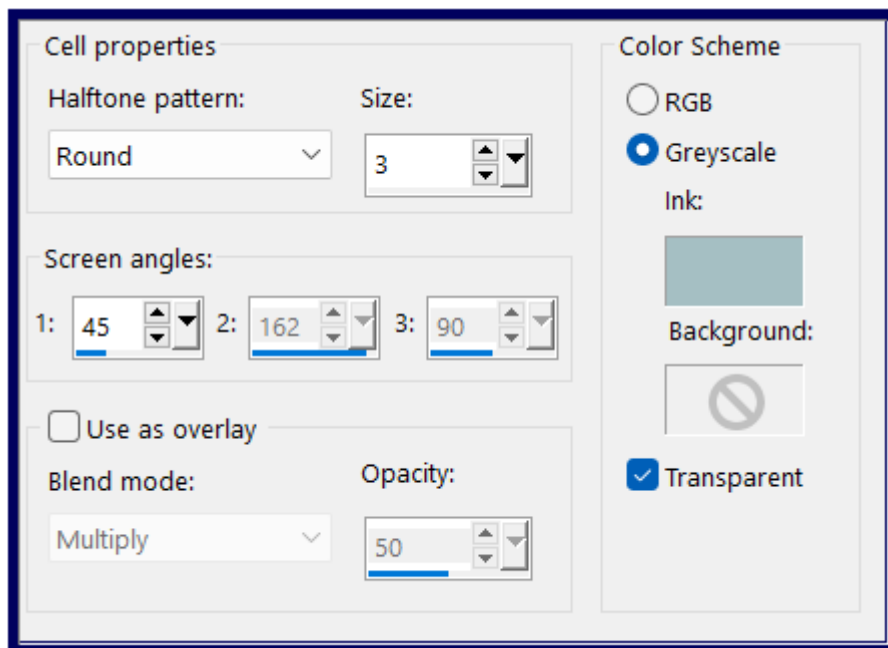 Cell properties
Halftone pattern: Size:
Round 3
Screen angles:
1: 45 2: 162 3: 90
Use as overlay
Blend mode: Opacity:
Multiply 50
Color Scheme
RGB
Greyscale
Ink:
Background:
Transparent